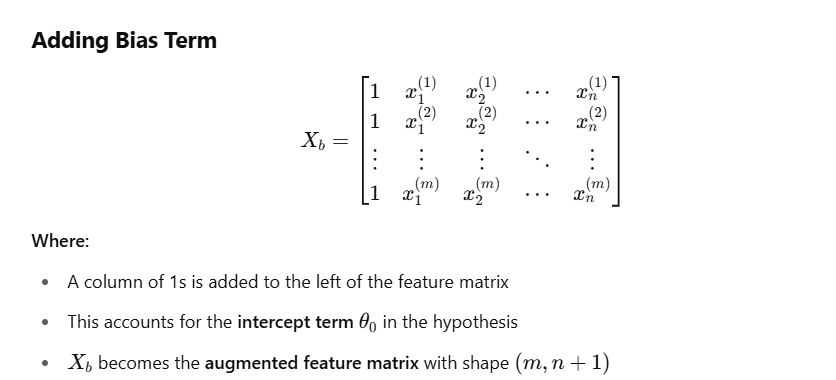 Adding Bias Term
$$X_b = \begin{bmatrix} 1 & x_1^{(1)} & x_2^{(1)} & \cdots & x_n^{(1)} \\ 1 & x_1^{(2)} & x_2^{(2)} & \cdots & x_n^{(2)} \\ \vdots & \vdots & \vdots & \ddots & \vdots \\ 1 & x_1^{(m)} & x_2^{(m)} & \cdots & x_n^{(m)} \end{bmatrix}$$
Where:
• A column of 1s is added to the left of the feature matrix
• This accounts for the intercept term $\theta_0$ in the hypothesis
• $X_b$ becomes the augmented feature matrix with shape $(m, n + 1)$